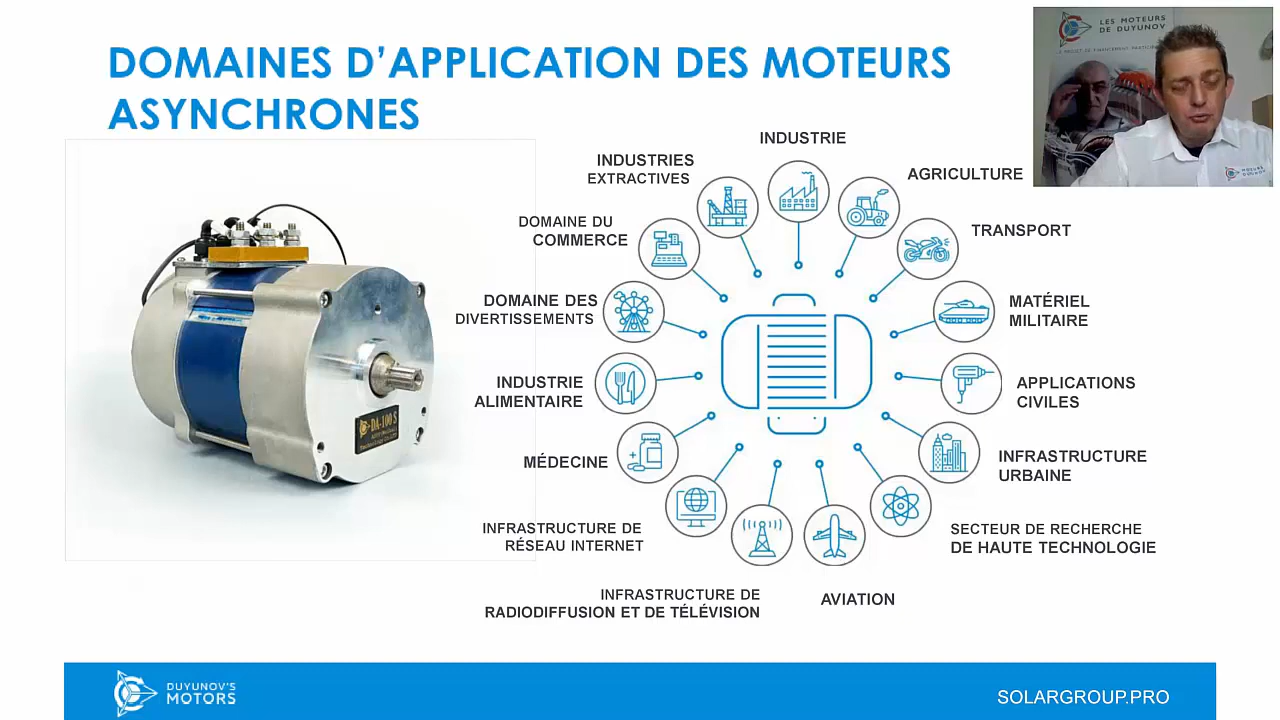 DOMAINES D'APPLICATION DES MOTEURS
ASYNCHRONES
LES MOTEURS
DE DUYUNOV
INDUSTRIE
INDUSTRIES
EXTRACTIVES
AGRICULTURE
DOMAINE DU
COMMERCE
TRANSPORT
DOMAINE DES
DIVERTISSEMENTS
MATÉRIEL
MILITAIRE
INDUSTRIE
ALIMENTAIRE
APPLICATIONS
CIVILES
MÉDECINE
INFRASTRUCTURE
URBAINE
INFRASTRUCTURE DE
RÉSEAU INTERNET
SECTEUR DE RECHERCHE
DE HAUTE TECHNOLOGIE
INFRASTRUCTURE DE
RADIODIFFUSION ET DE TÉLÉVISION
AVIATION
DA-100 S
DUYUNOV'S
MOTORS
SOLARGROUP.PRO